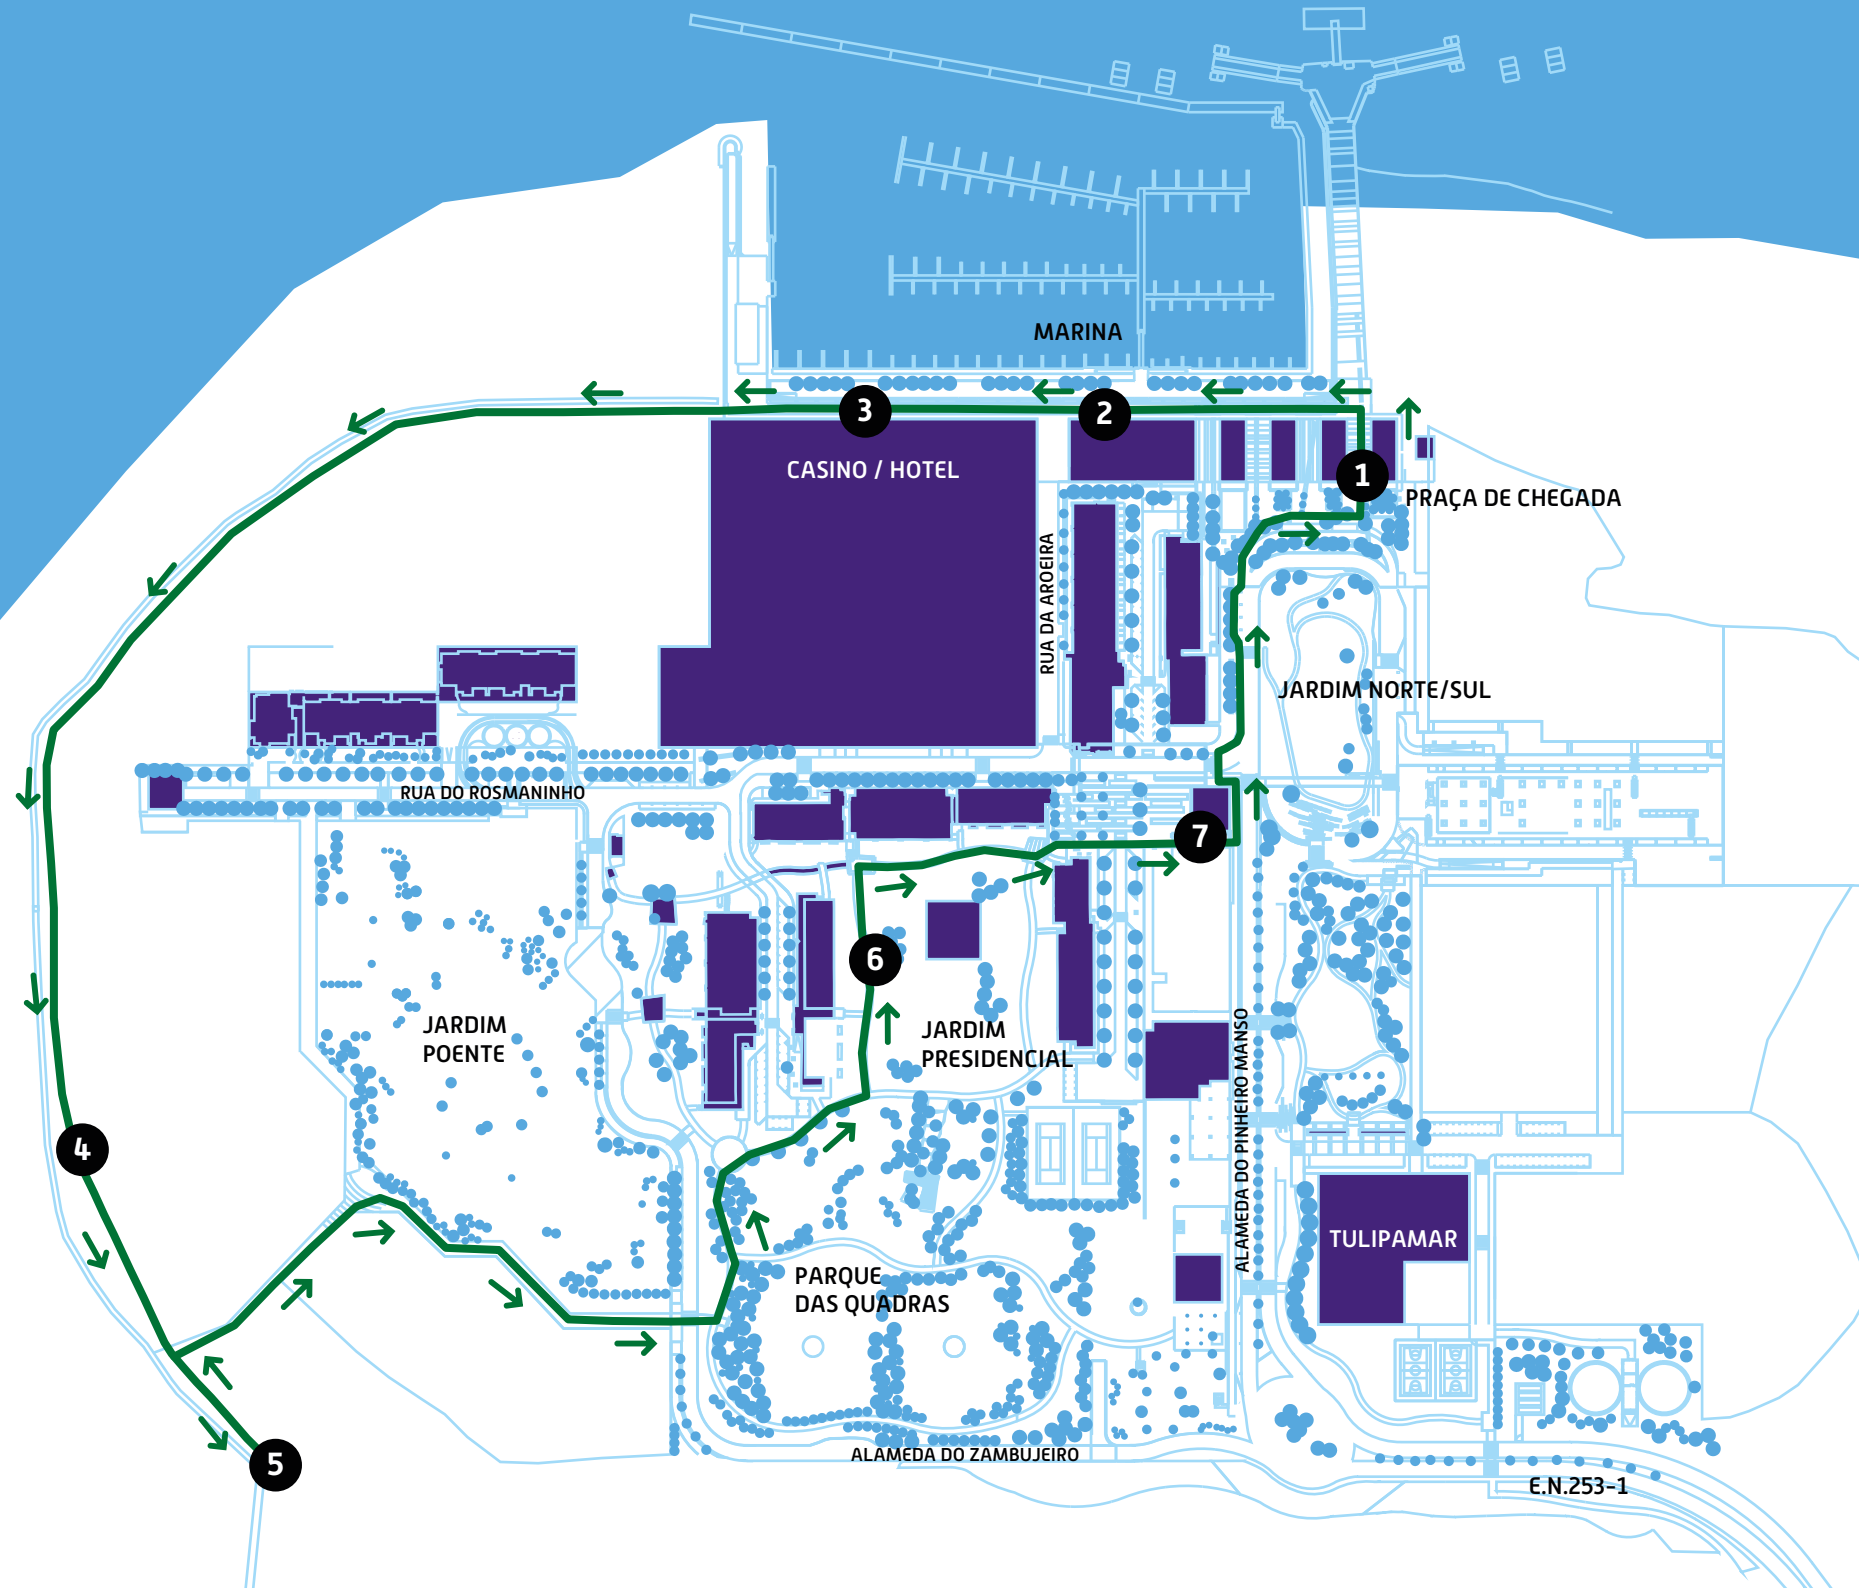 MARINA
3
2
CASINO / HOTEL
1
PRAÇA DE CHEGADA
RUA DA AROEIRA
JARDIM NORTE/SUL
RUA DO ROSMANINHO
7
6
JARDIM
POENTE
JARDIM
PRESIDENCIAL
ALAMEDA DO PINHEIRO MANSO
4
TULIPAMAR
PARQUE
DAS QUADRAS
ALAMEDA DO ZAMBUJEIRO
5
E.N.253-1